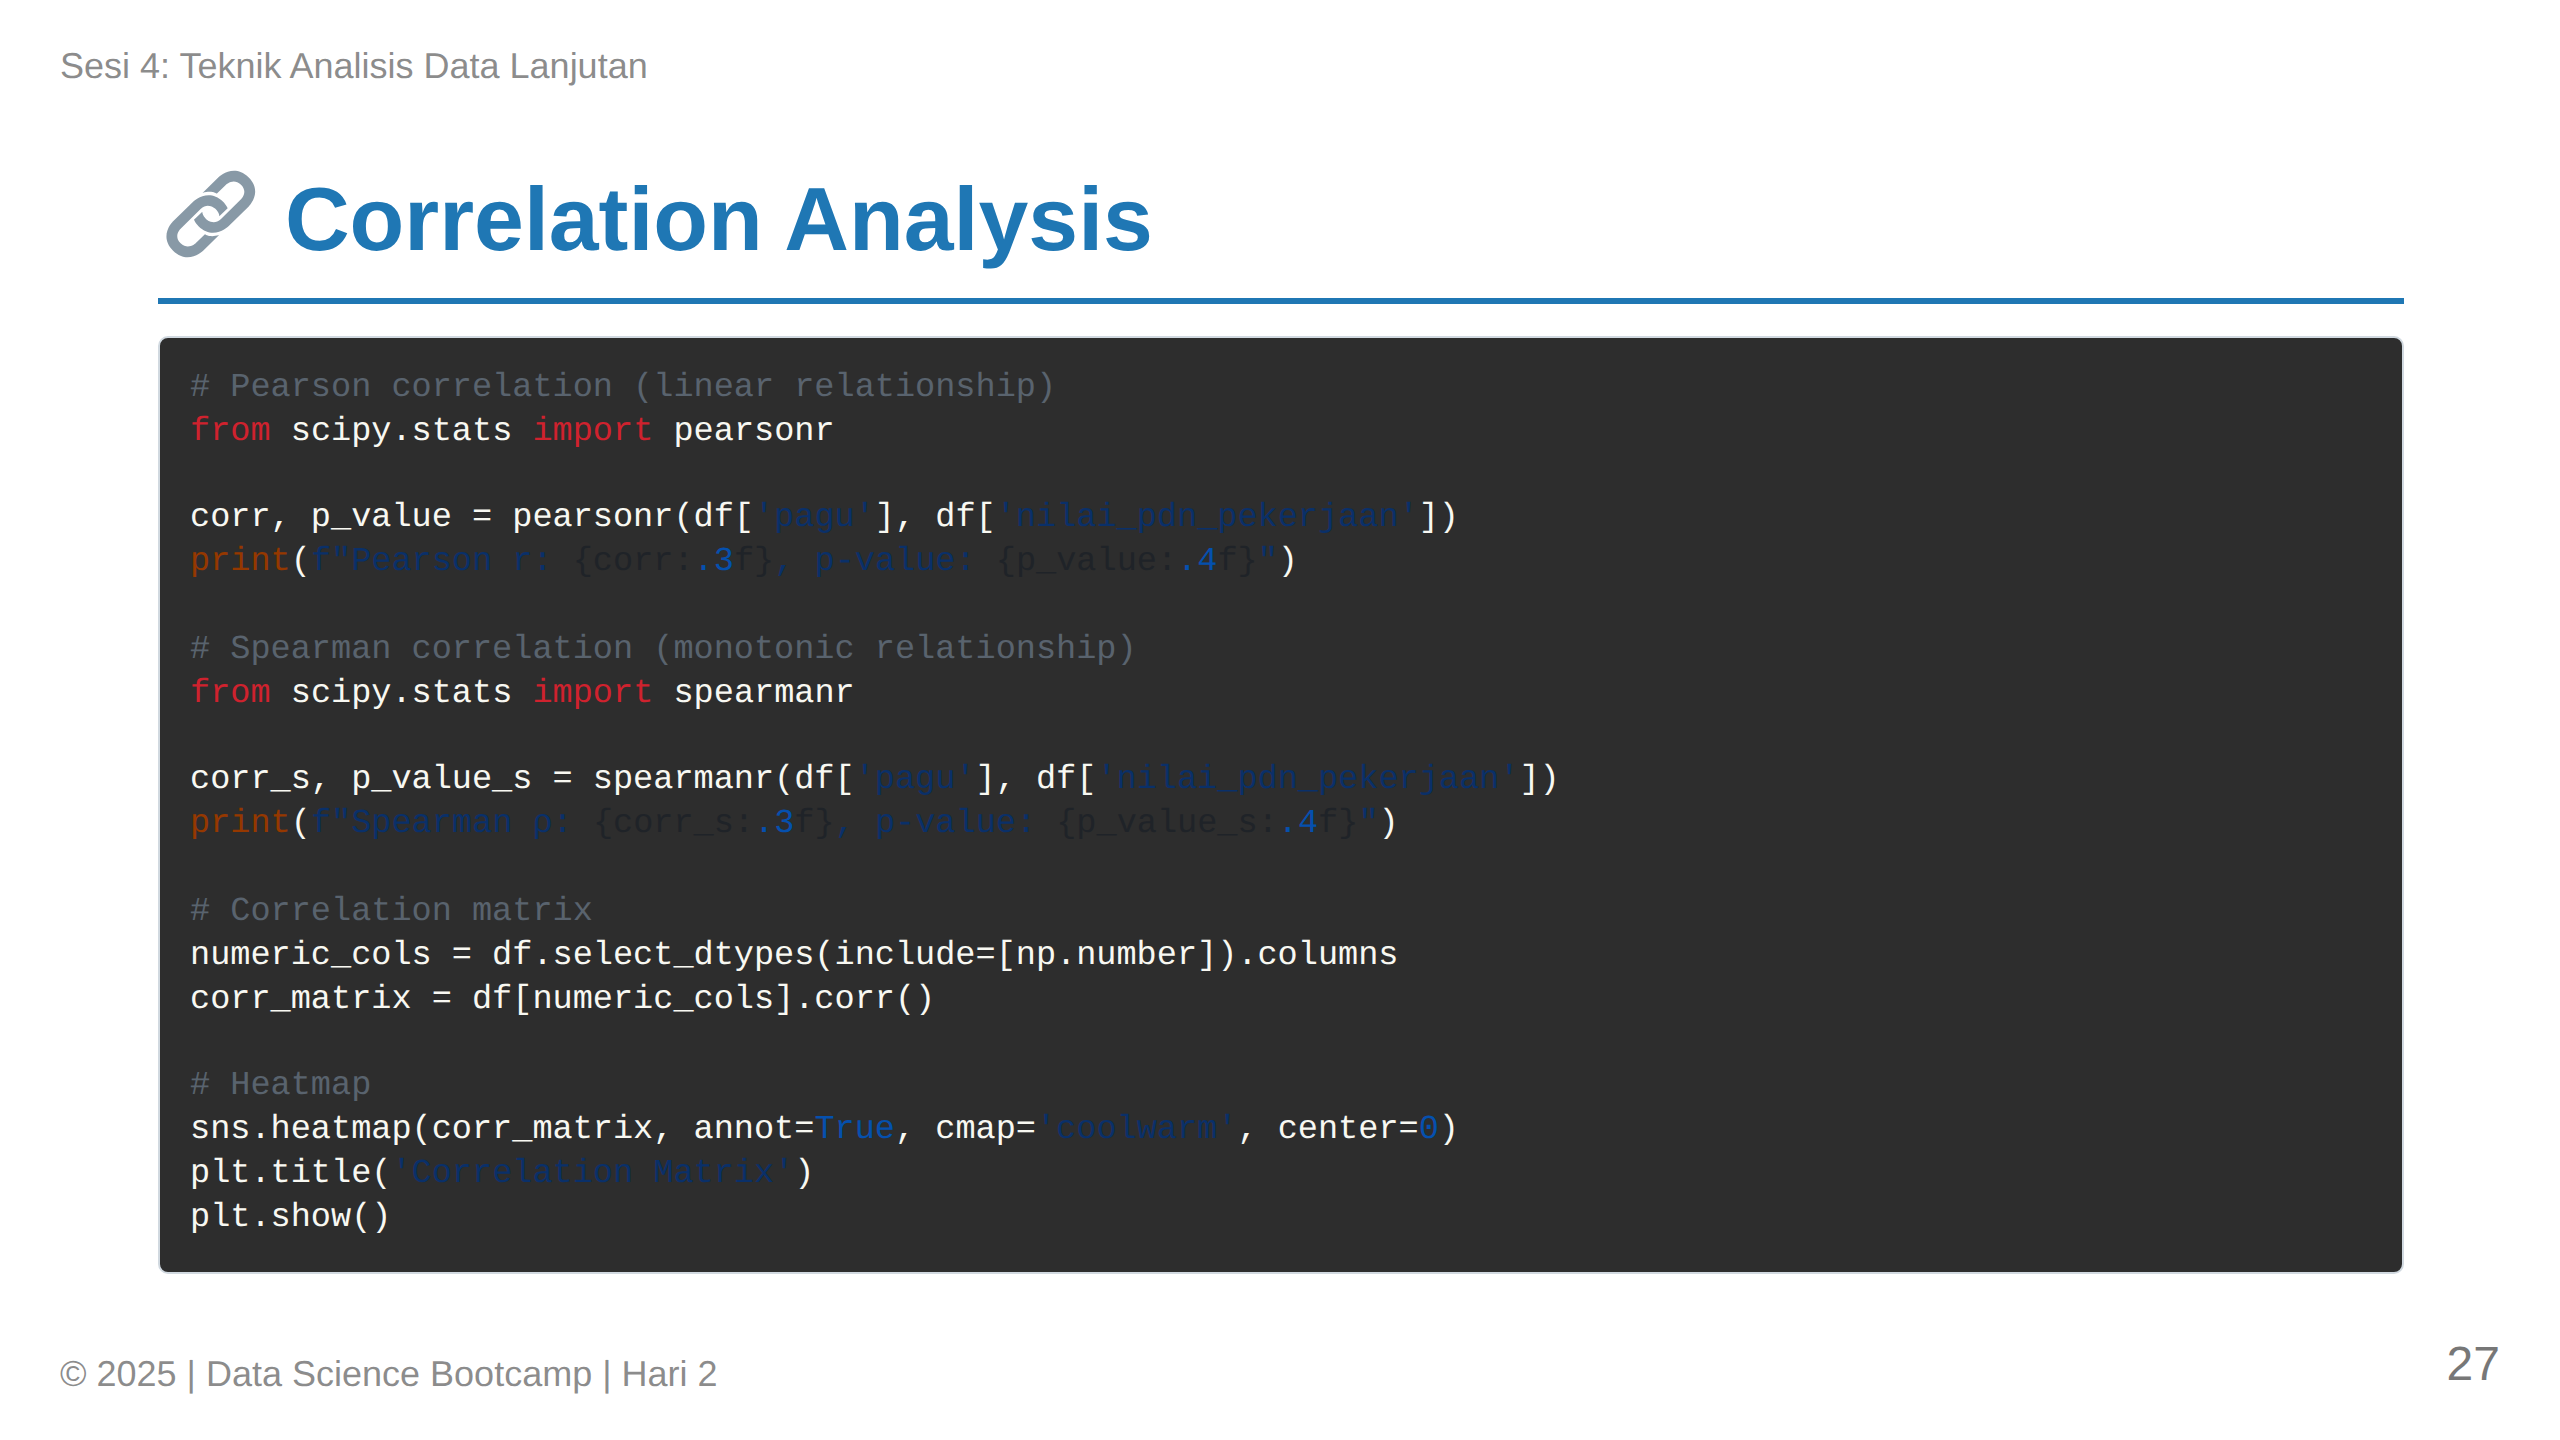 Sesi 4: Teknik Analisis Data Lanjutan
🔗 Correlation Analysis
# Pearson correlation (linear relationship)
from scipy.stats import pearsonr
corr, p_value = pearsonr(df['pagu'], df['nilai_pdn_pekerjaan'])
print(f"Pearson r: {corr:.3f}, p-value: {p_value:.4f}")
# Spearman correlation (monotonic relationship)
from scipy.stats import spearmanr
corr_s, p_value_s = spearmanr(df['pagu'], df['nilai_pdn_pekerjaan'])
print(f"Spearman ρ: {corr_s:.3f}, p-value: {p_value_s:.4f}")
# Correlation matrix
numeric_cols = df.select_dtypes(include=[np.number]).columns
corr_matrix = df[numeric_cols].corr()
# Heatmap
sns.heatmap(corr_matrix, annot=True, cmap='coolwarm', center=0)
plt.title('Correlation Matrix')
plt.show()
© 2025 | Data Science Bootcamp | Hari 2
27